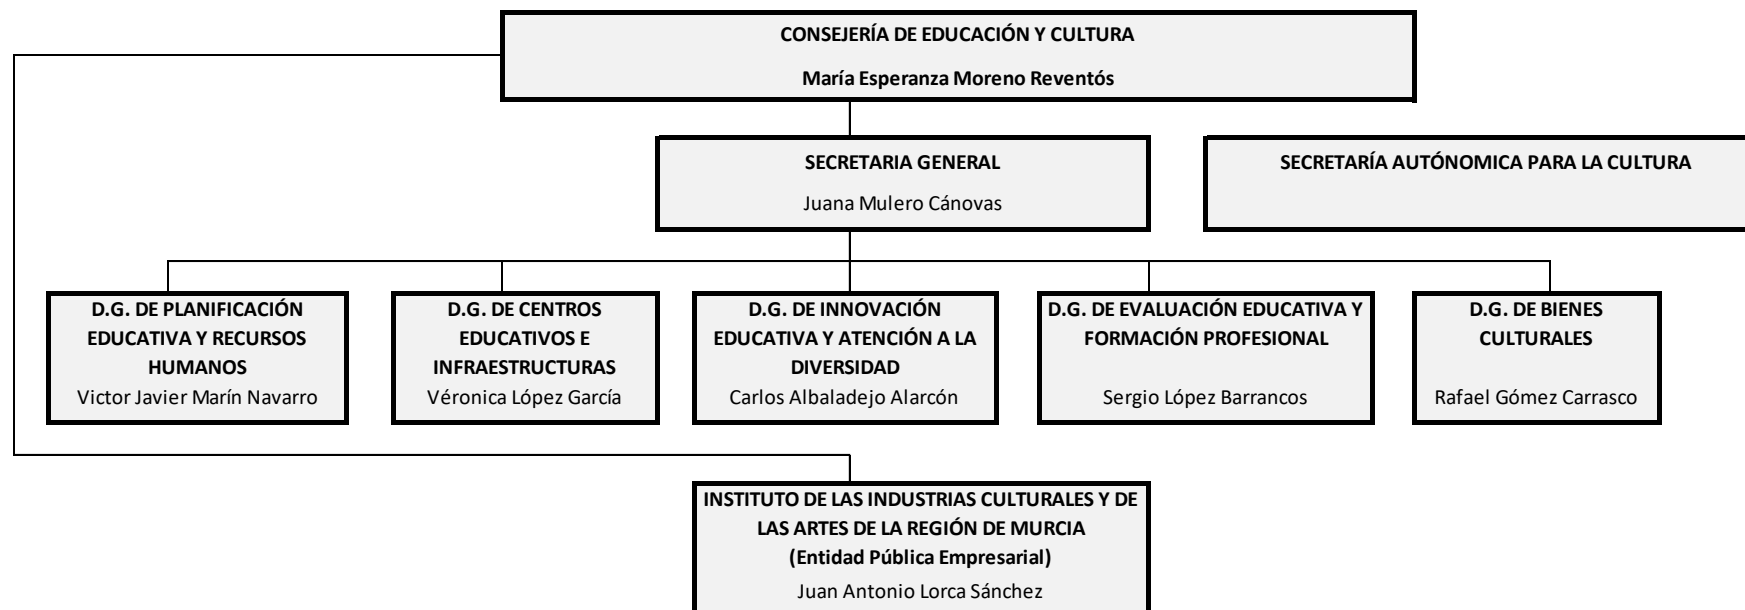 CONSEJERÍA DE EDUCACIÓN Y CULTURA
María Esperanza Moreno Reventós
SECRETARIA GENERAL
Juana Mulero Cánovas
SECRETARÍA AUTÓNOMICA PARA LA CULTURA
D.G. DE PLANIFICACIÓN
EDUCATIVA Y RECURSOS
HUMANOS
Victor Javier Marín Navarro
D.G. DE CENTROS
EDUCATIVOS E
INFRAESTRUCTURAS
Véronica López García
D.G. DE INNOVACIÓN
EDUCATIVA Y ATENCIÓN A LA
DIVERSIDAD
Carlos Albaladejo Alarcón
D.G. DE EVALUACIÓN EDUCATIVA Y
FORMACIÓN PROFESIONAL
Sergio López Barrancos
D.G. DE BIENES
CULTURALES
Rafael Gómez Carrasco
INSTITUTO DE LAS INDUSTRIAS CULTURALES Y DE
LAS ARTES DE LA REGIÓN DE MURCIA
(Entidad Pública Empresarial)
Juan Antonio Lorca Sánchez